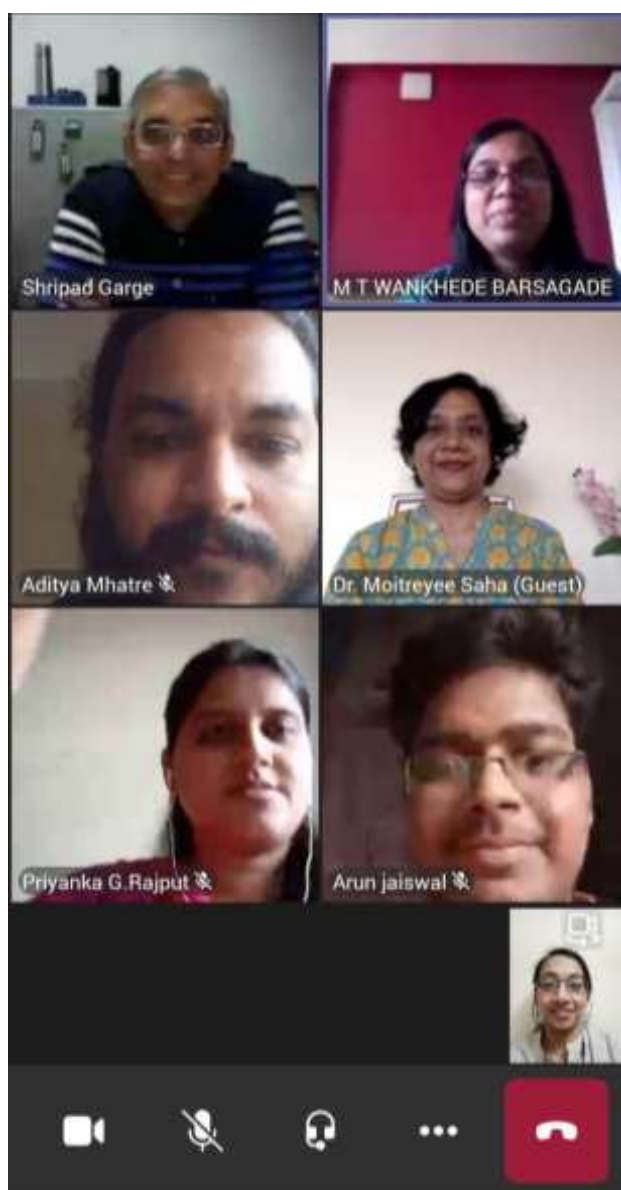 Shripad Garge
M T WANKHEDE BARSAGADE
Aditya Mhatre
Dr. Moitreyee Saha (Guest)
Priyanka G.Rajput
Arun jaiswal